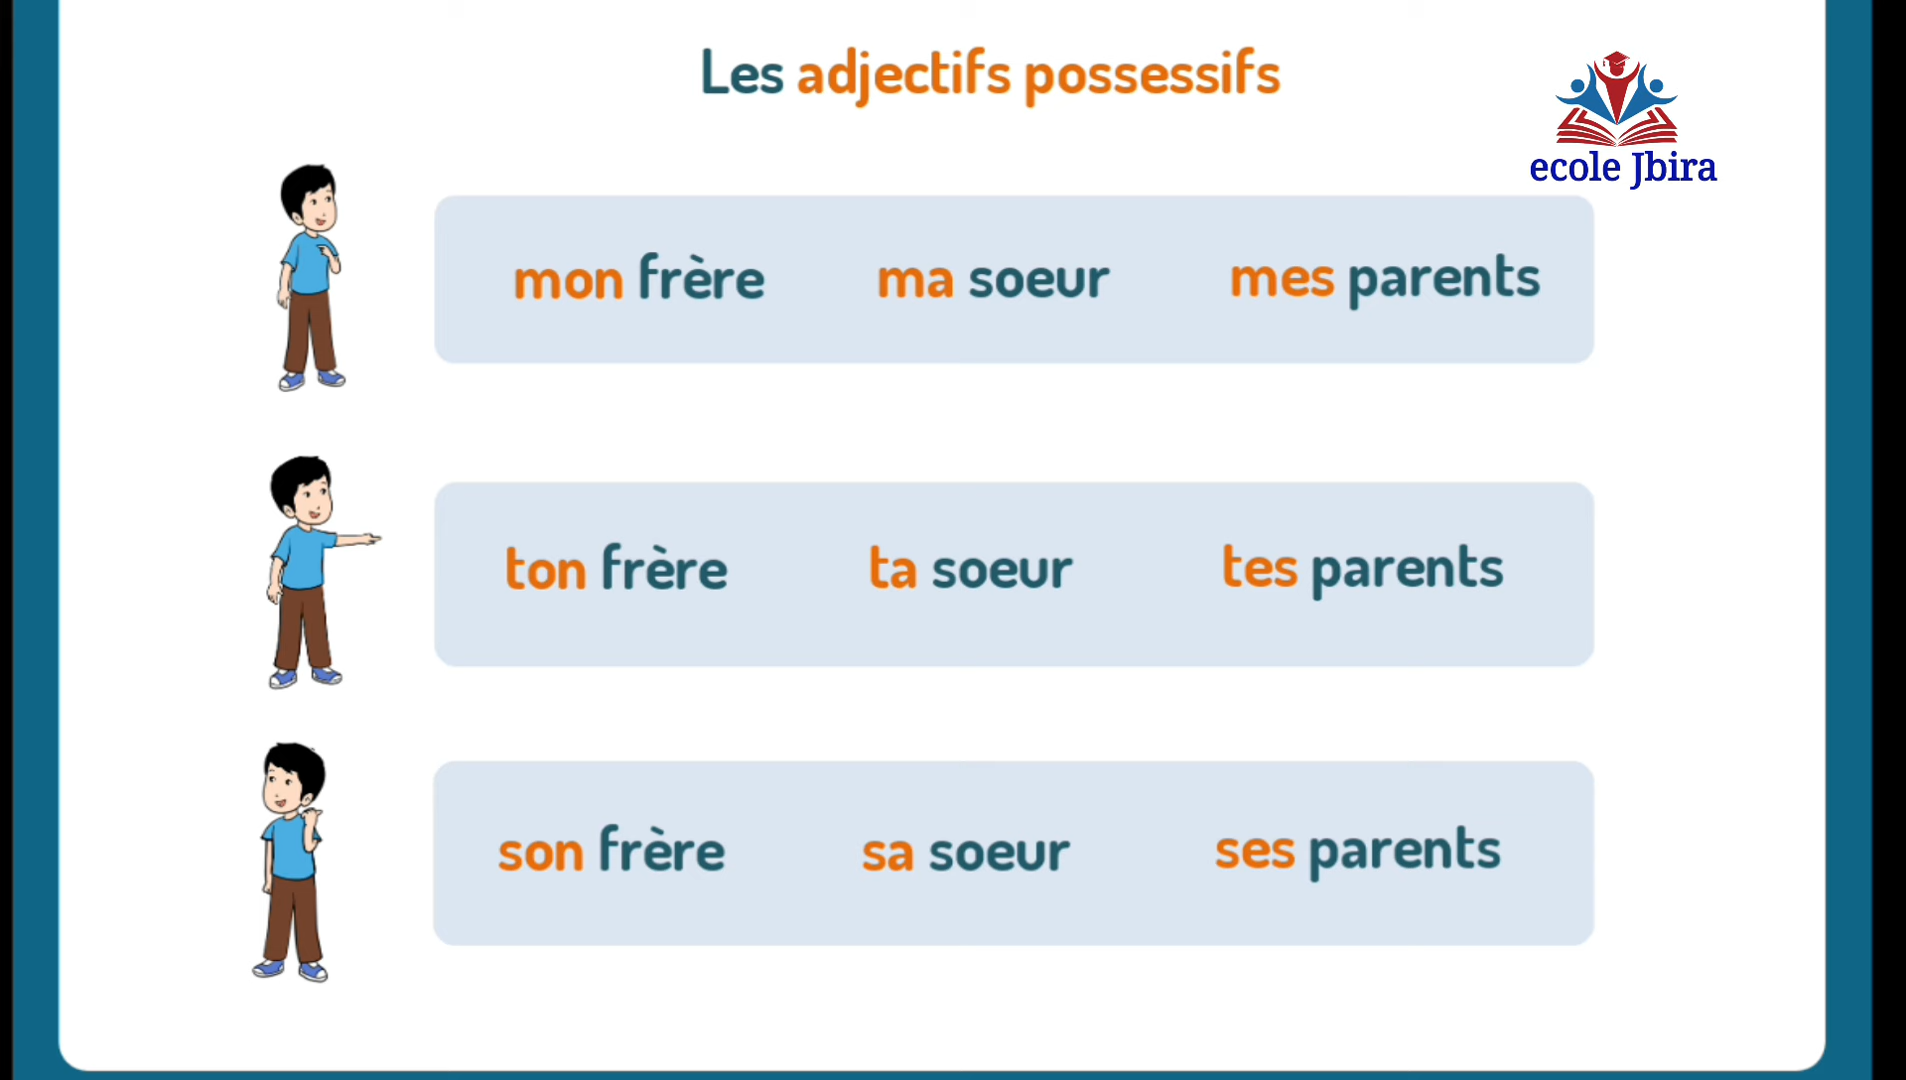 Les adjectifs possessifs
ecole Jbira
mon frère ma soeur mes parents
ton frère ta soeur tes parents
son frère sa soeur ses parents